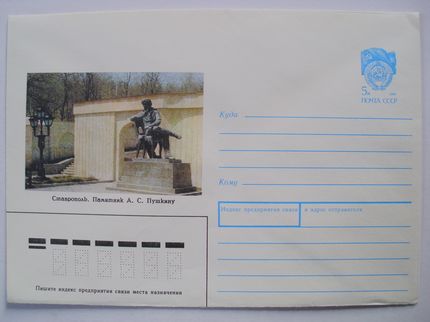 5к
ПОЧТА СССР
Куда
Ставрополь. Памятник А. С. Пушкину
Кому
Индекс предприятия связи и адрес отправителя
Пишите индекс предприятия связи места назначения